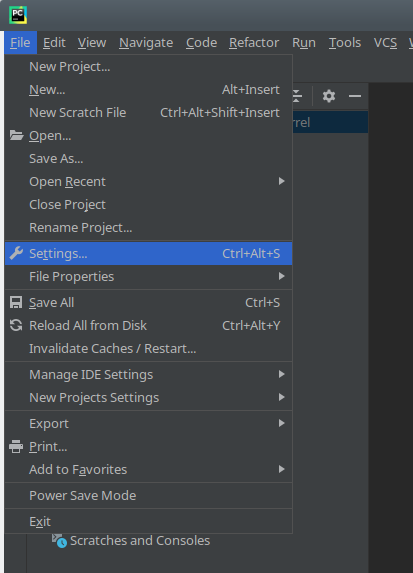 PC
File Edit View Navigate Code Refactor Run Tools VCS
New Project...
New... Alt+Insert
New Scratch File Ctrl+Alt+Shift+Insert
rrel
Open...
Save As...
Open Recent
Close Project
Rename Project...
Settings... Ctrl+Alt+S
File Properties
Save All Ctrl+S
Reload All from Disk Ctrl+Alt+Y
Invalidate Caches / Restart...
Manage IDE Settings
New Projects Settings
Export
Print...
Add to Favorites
Power Save Mode
Exit
Scratches and Consoles